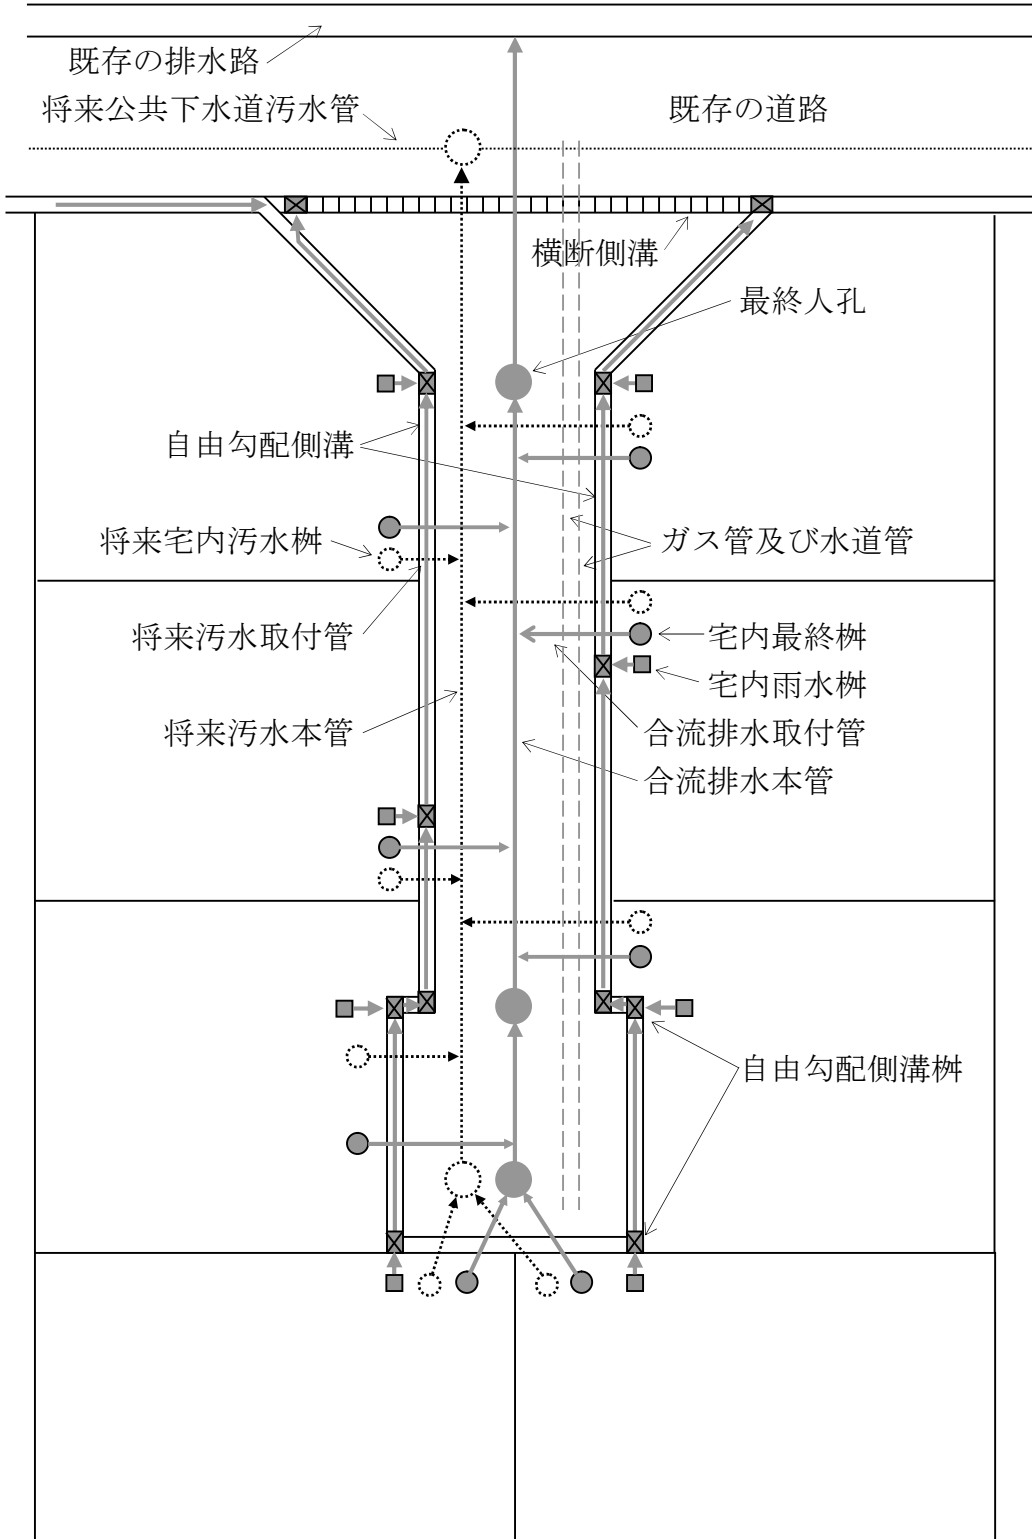 既存の排水路
将来公共下水道汚水管
既存の道路
横断側溝
最終人孔
自由勾配側溝
将来宅内汚水桝
ガス管及び水道管
将来汚水取付管
宅内最終桝
宅内雨水桝
将来汚水本管
合流排水取付管
合流排水本管
自由勾配側溝桝